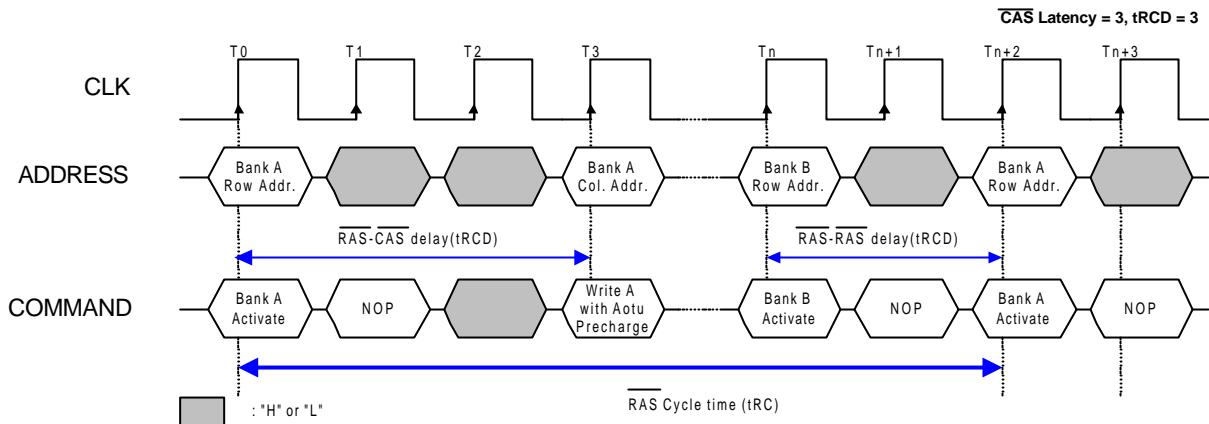 CAS Latency = 3, tRCD = 3
T0 T1 T2 T3 Tn Tn+1 Tn+2 Tn+3
CLK
ADDRESS
Bank A
Row Addr.
Bank A
Col. Addr.
Bank B
Row Addr.
Bank A
Row Addr.
RAS-CAS delay(tRCD)
RAS-RAS delay(tRCD)
COMMAND
Bank A
Activate
NOP
Write A
with Aotu
Precharge
Bank B
Activate
NOP
Bank A
Activate
NOP
RAS Cycle time (tRC)
: "H" or "L"